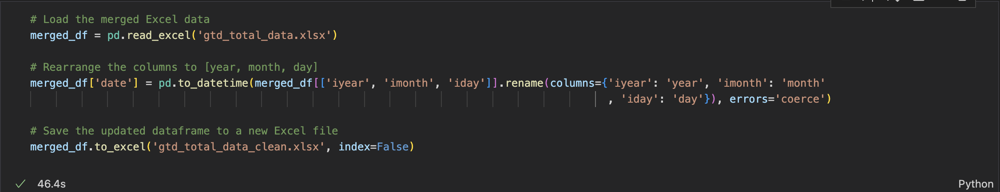 # Load the merged Excel data
merged_df = pd.read_excel('gtd_total_data.xlsx')
# Rearrange the columns to [year, month, day]
merged_df['date'] = pd.to_datetime(merged_df[['iyear', 'imonth', 'iday']].rename(columns={'iyear': 'year', 'imonth': 'month'
, 'iday': 'day'}), errors='coerce')
# Save the updated dataframe to a new Excel file
merged_df.to_excel('gtd_total_data_clean.xlsx', index=False)
46.4s
Python